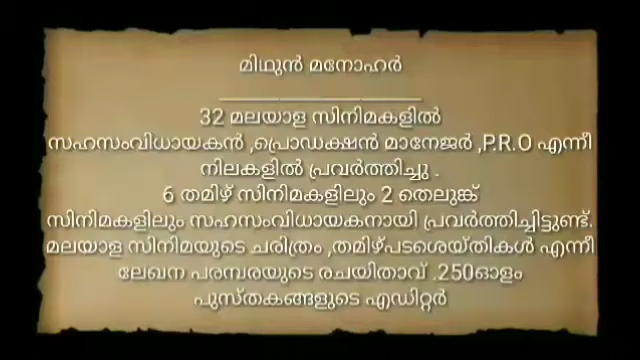 മിഥുൻ മനോഹർ
32 മലയാള സിനിമകളിൽ
സഹസംവിധായകൻ ,പ്രൊഡക്ഷൻ മാനേജർ ,P.R.O എന്നീ
നിലകളിൽ പ്രവർത്തിച്ചു .
6 തമിഴ് സിനിമകളിലും 2 തെലുങ്ക്
സിനിമകളിലും സഹസംവിധായകനായി പ്രവർത്തിച്ചിട്ടുണ്ട്.
മലയാള സിനിമയുടെ ചരിത്രം ,തമിഴ്പടശെയ്തികൾ എന്നീ
ലേഖന പരമ്പരയുടെ രചയിതാവ് .250ഓളം
പുസ്തകങ്ങളുടെ എഡിറ്റർ